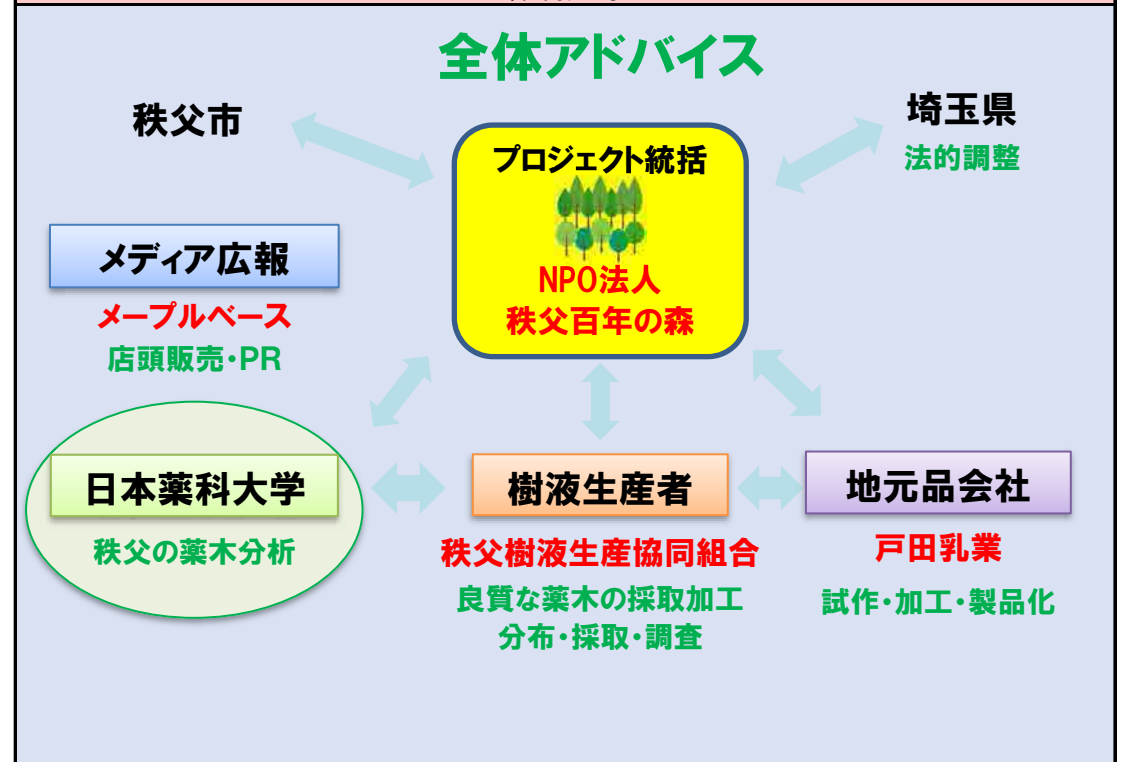 全体アドバイス
秩父市
埼玉県
法的調整
プロジェクト統括
NPO法人
秩父百年の森
メディア広報
メープルベース
店頭販売・PR
日本薬科大学
秩父の薬木分析
樹液生産者
秩父樹液生産協同組合
良質な薬木の採取加工
分布・採取・調査
地元品会社
戸田乳業
試作・加工・製品化